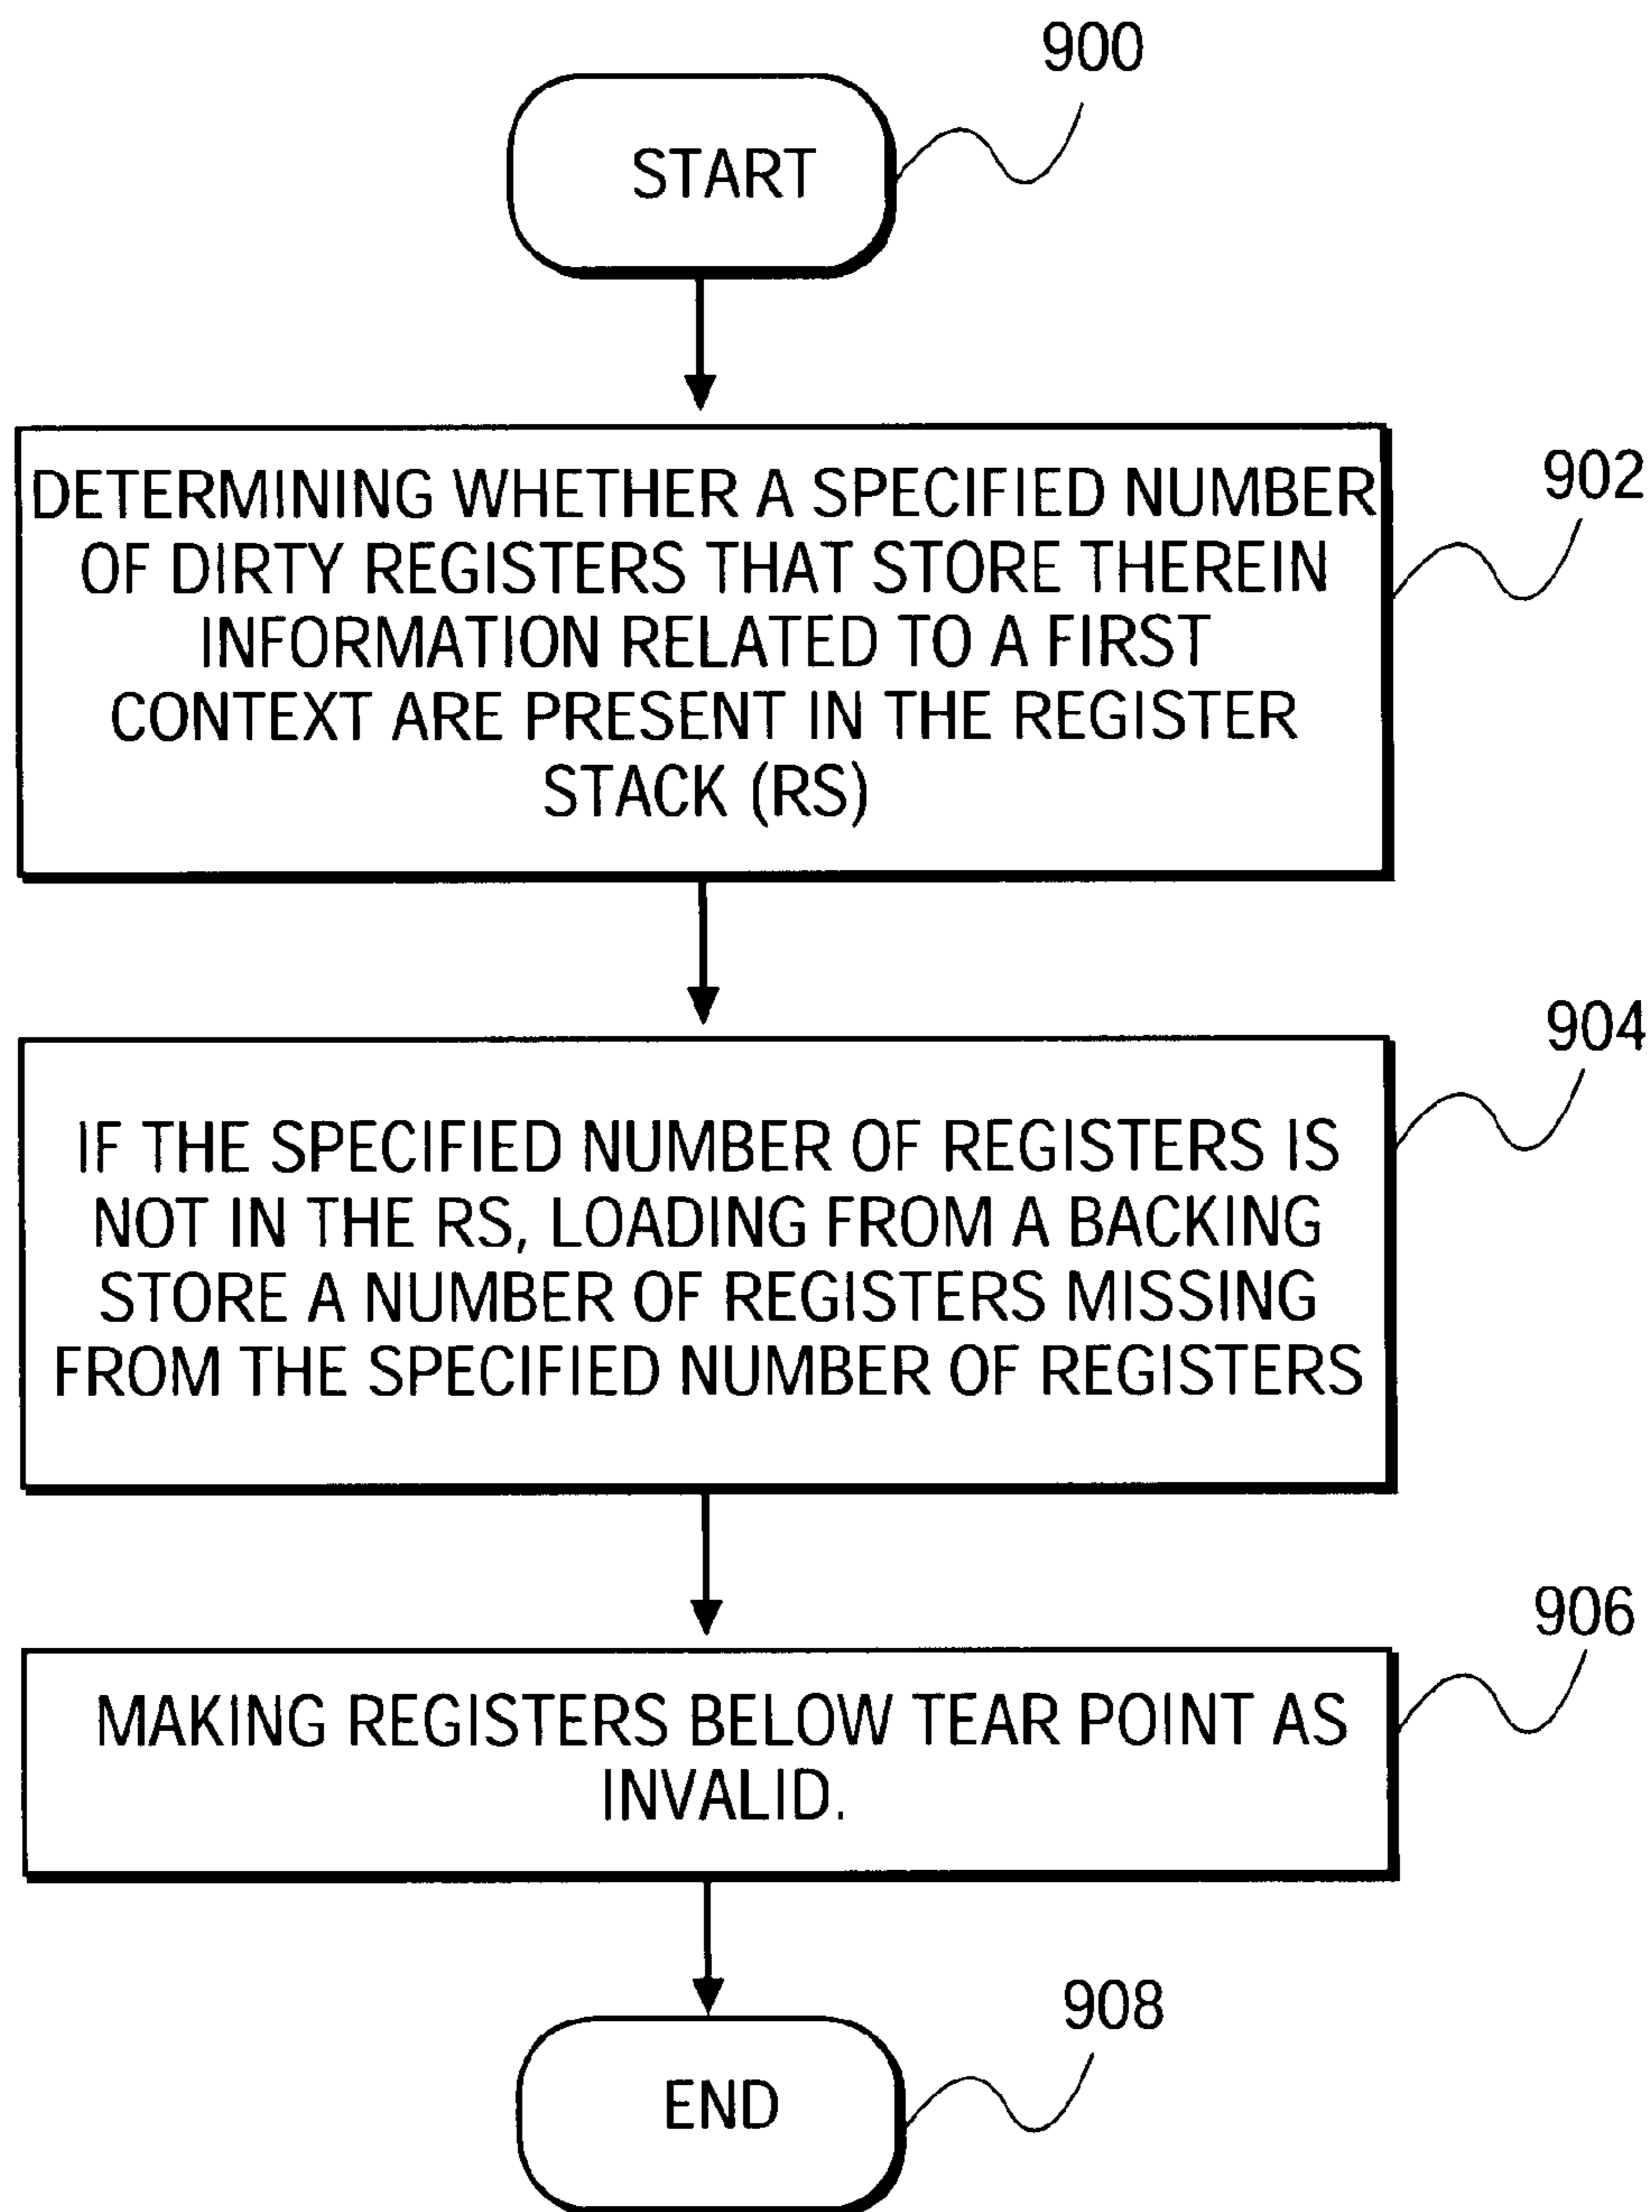 900
START
DETERMINING WHETHER A SPECIFIED NUMBER
OF DIRTY REGISTERS THAT STORE THEREIN
INFORMATION RELATED TO A FIRST
CONTEXT ARE PRESENT IN THE REGISTER
STACK (RS)
902
IF THE SPECIFIED NUMBER OF REGISTERS IS
NOT IN THE RS, LOADING FROM A BACKING
STORE A NUMBER OF REGISTERS MISSING
FROM THE SPECIFIED NUMBER OF REGISTERS
904
MAKING REGISTERS BELOW TEAR POINT AS
INVALID.
906
END
908